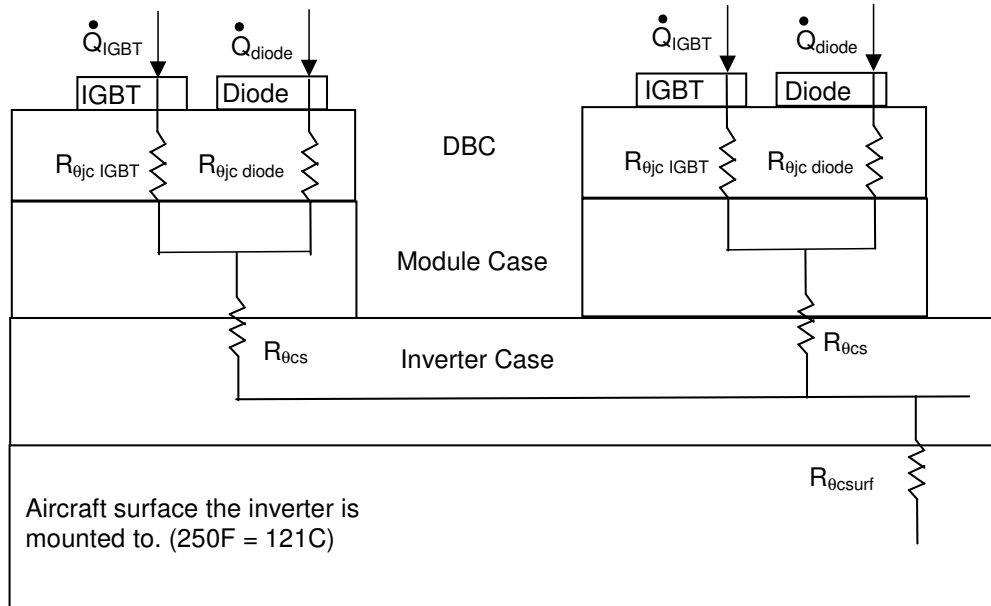 Q̇IGBT
Q̇diode
Q̇IGBT
Q̇diode
IGBT
Diode
IGBT
Diode
DBC
Rθjc IGBT
Rθjc diode
Rθjc IGBT
Rθjc diode
Module Case
Rθcs
Inverter Case
Rθcs
Rθcsurf
Aircraft surface the inverter is
mounted to. (250F = 121C)